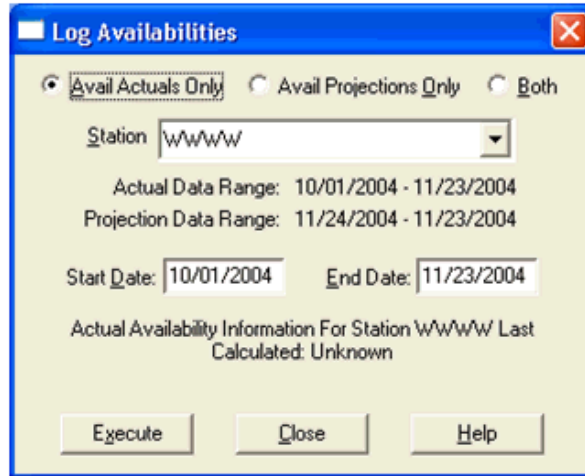 Log Availabilities
Avail Actuals Only Avail Projections Only Both
Station WWWW
Actual Data Range: 10/01/2004 - 11/23/2004
Projection Data Range: 11/24/2004 - 11/23/2004
Start Date: 10/01/2004 End Date: 11/23/2004
Actual Availability Information For Station WWWW Last
Calculated: Unknown
Execute Close Help